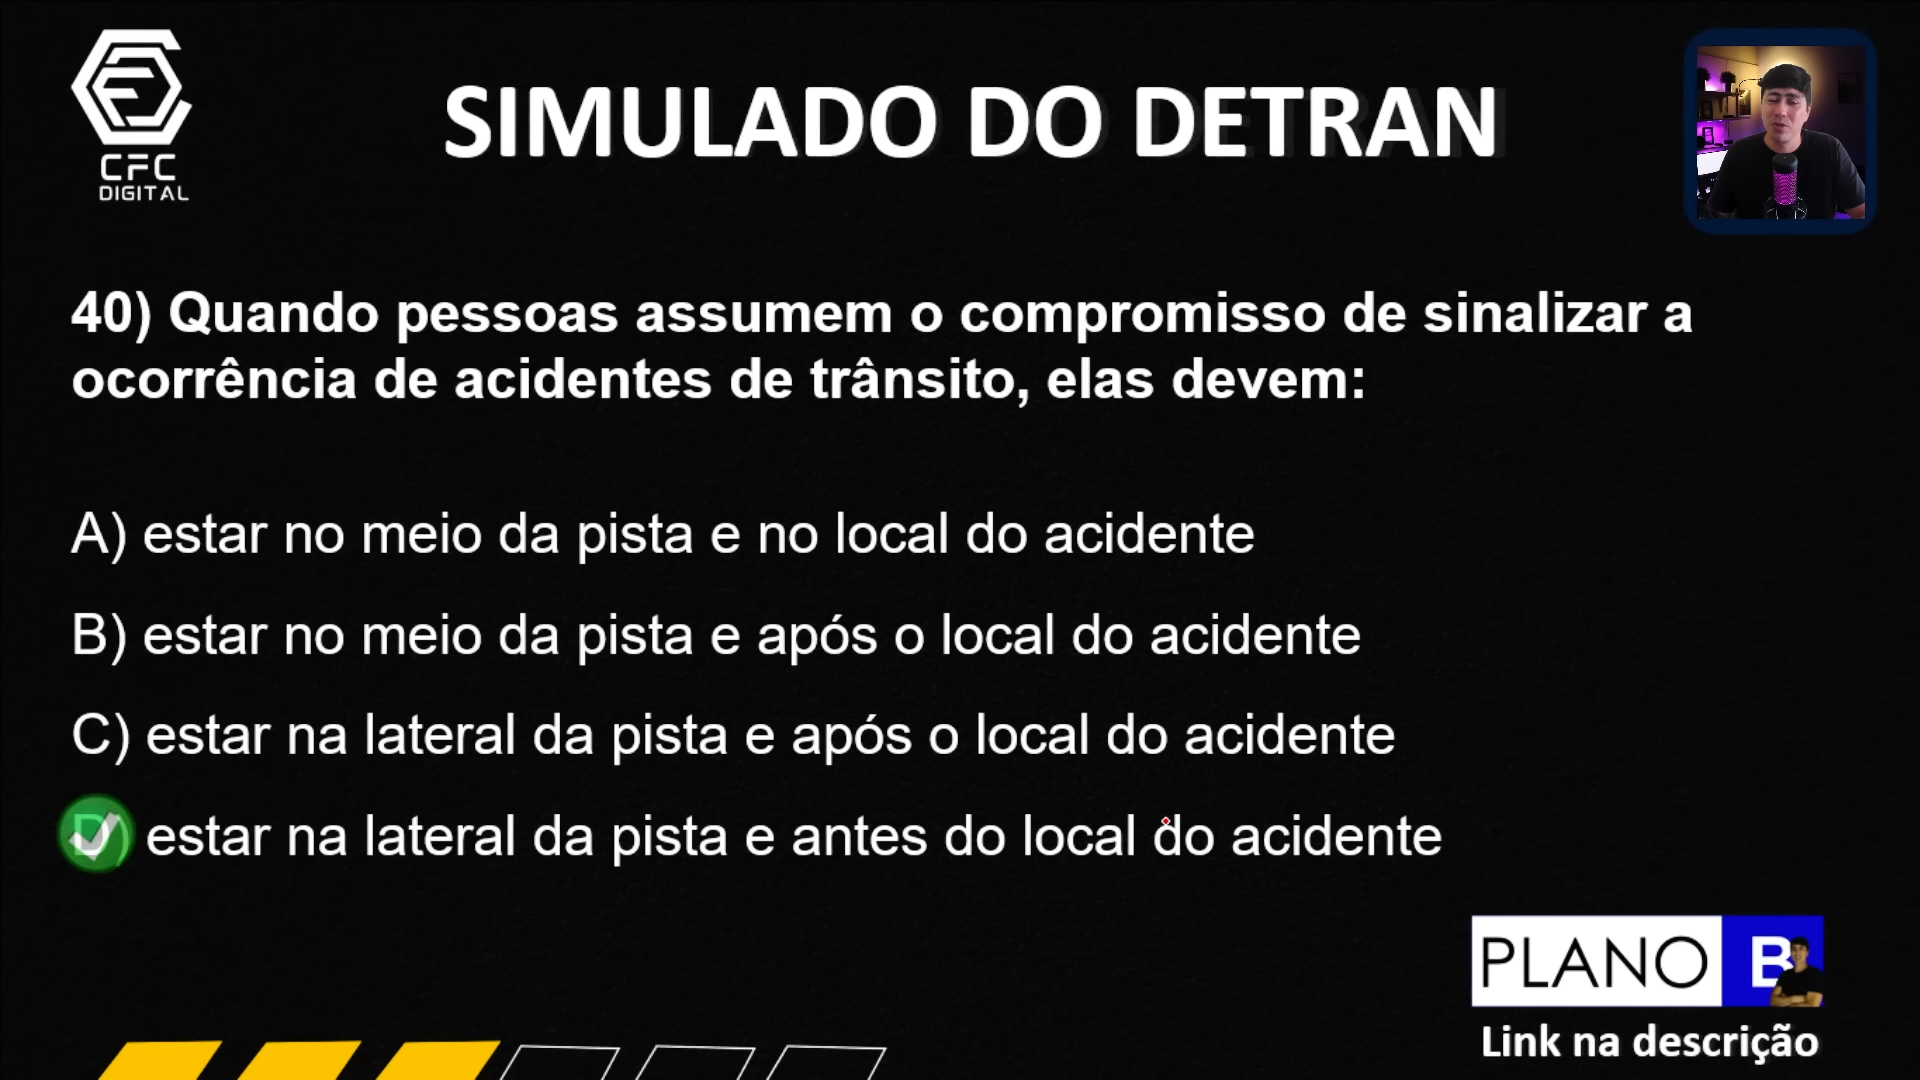 CFC
DIGITAL
SIMULADO DO DETRAN
40) Quando pessoas assumem o compromisso de sinalizar a
ocorrência de acidentes de trânsito, elas devem:
A) estar no meio da pista e no local do acidente
B) estar no meio da pista e após o local do acidente
C) estar na lateral da pista e após o local do acidente
D) estar na lateral da pista e antes do local do acidente
PLANO B
Link na descrição